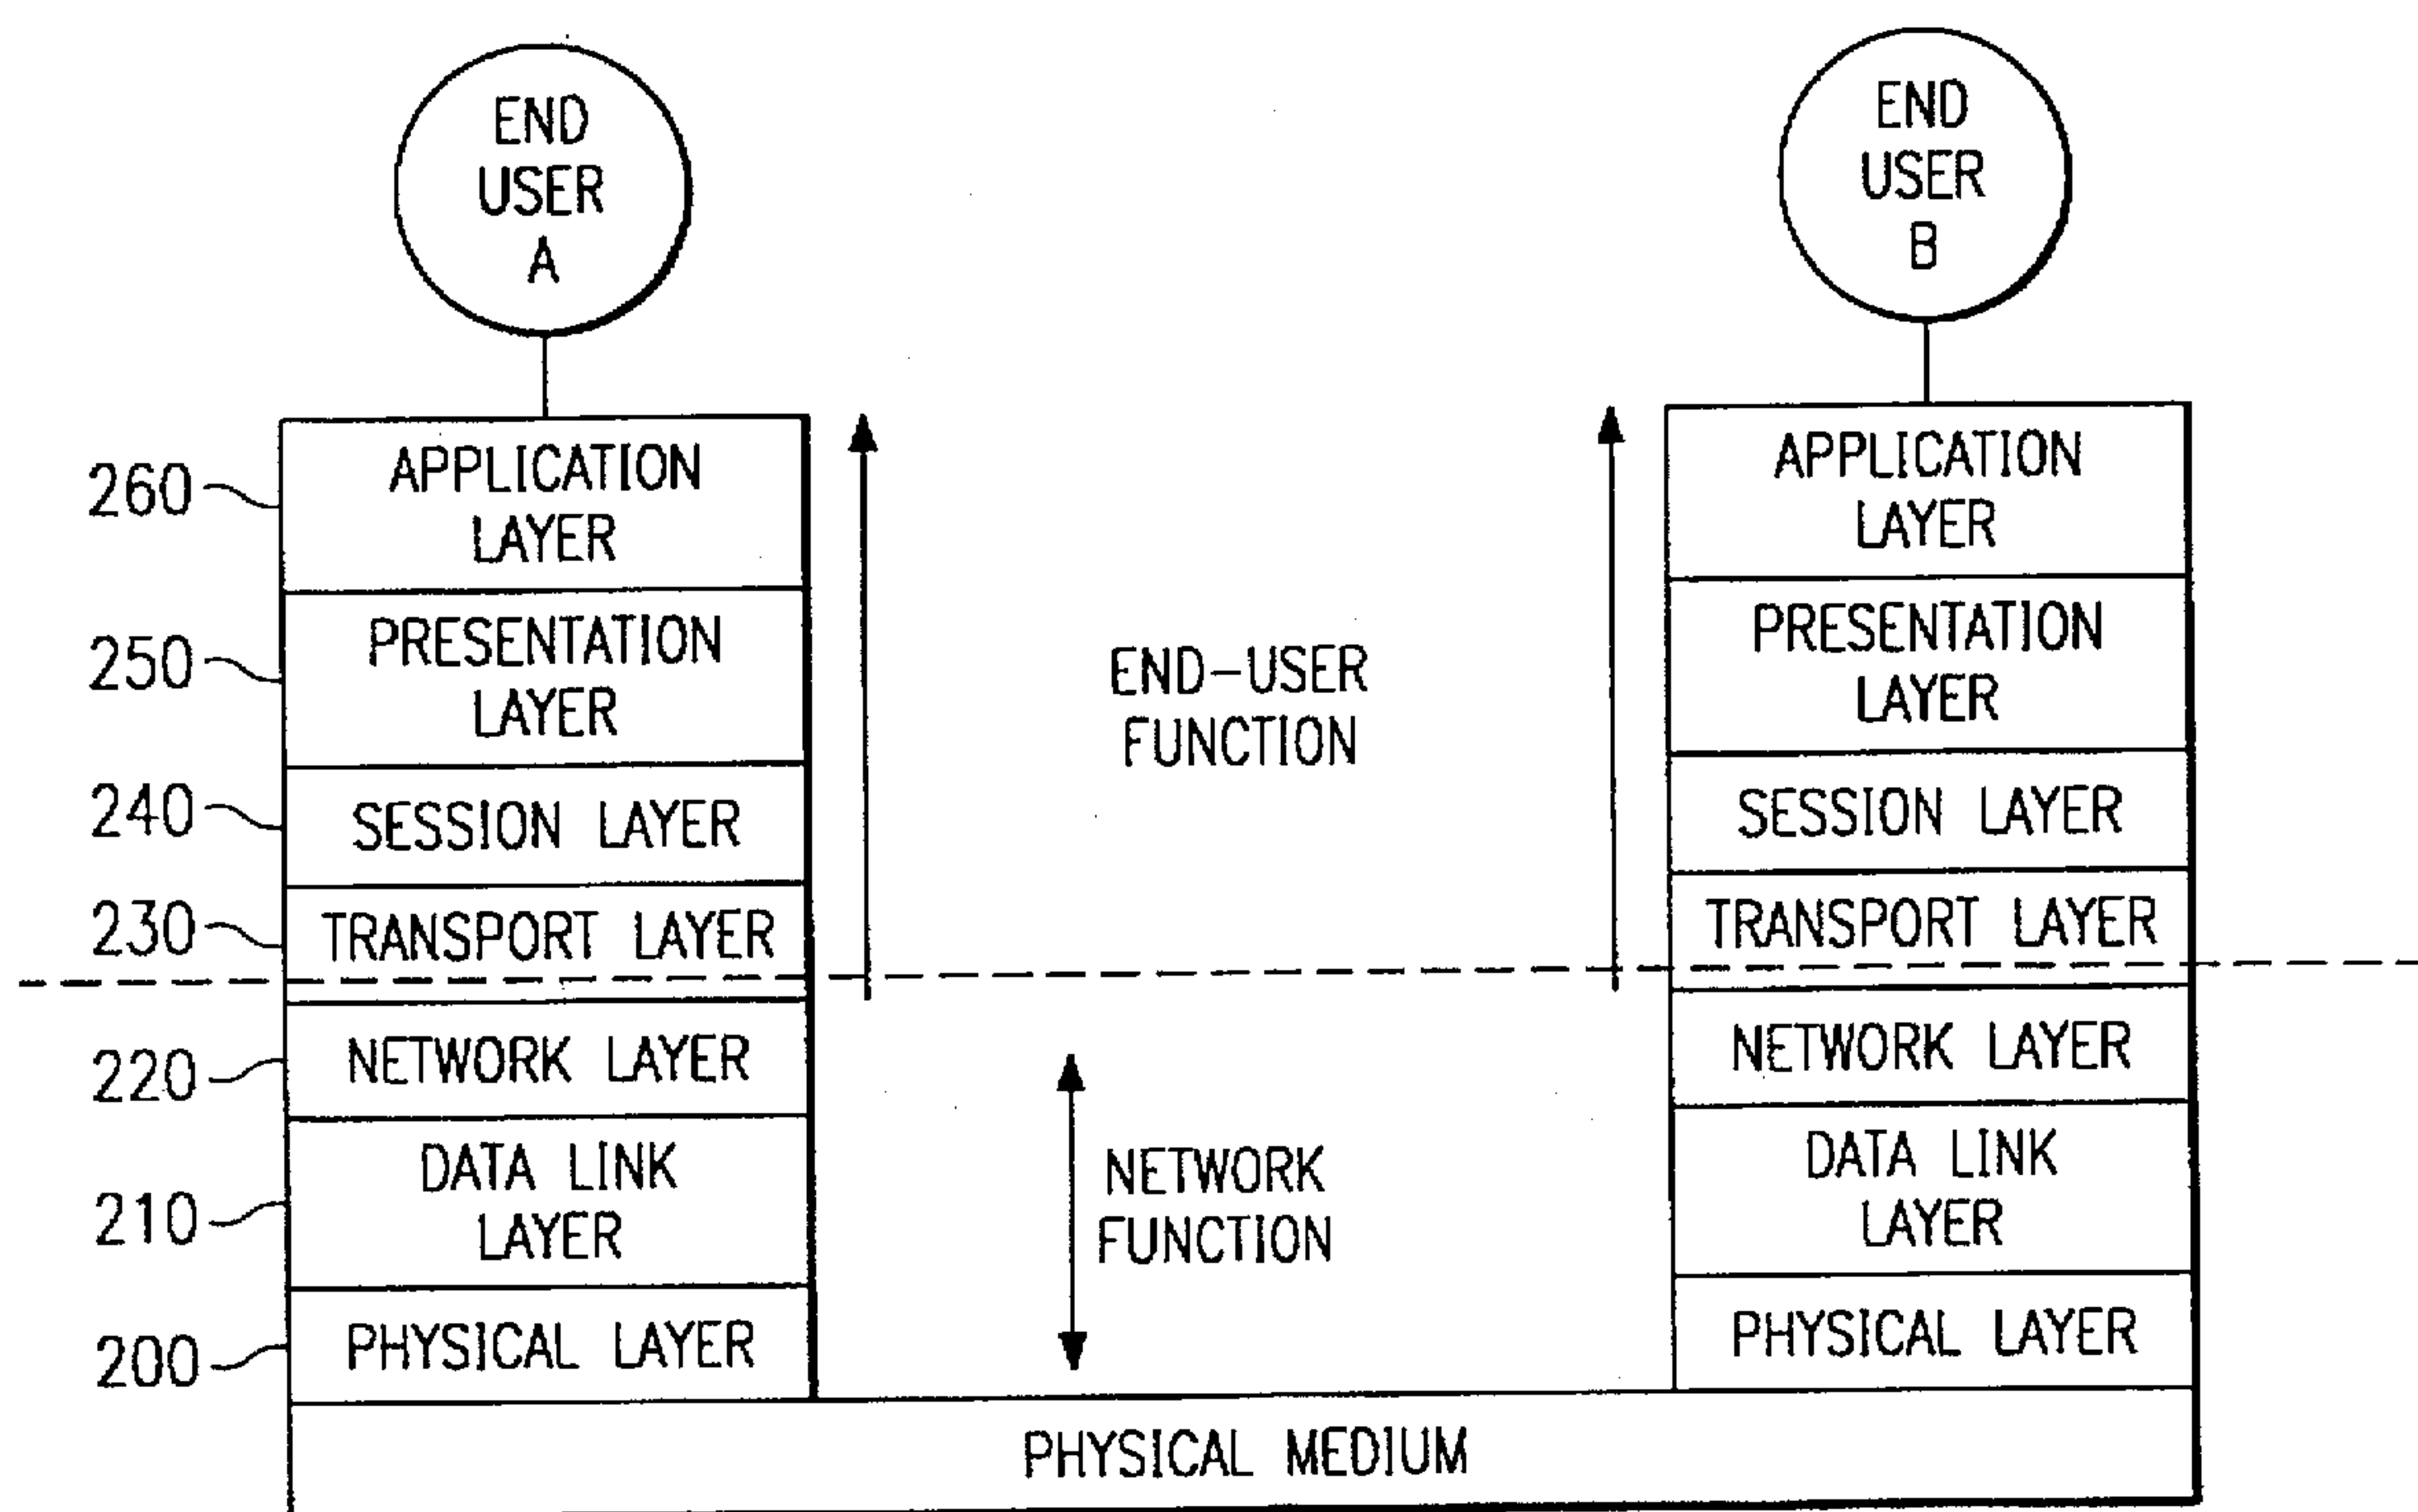 END
USER
A
END
USER
B
260
APPLICATION
LAYER
250
PRESENTATION
LAYER
240
SESSION LAYER
230
TRANSPORT LAYER
220
NETWORK LAYER
210
DATA LINK
LAYER
200
PHYSICAL LAYER
END-USER
FUNCTION
NETWORK
FUNCTION
APPLICATION
LAYER
PRESENTATION
LAYER
SESSION LAYER
TRANSPORT LAYER
NETWORK LAYER
DATA LINK
LAYER
PHYSICAL LAYER
PHYSICAL MEDIUM